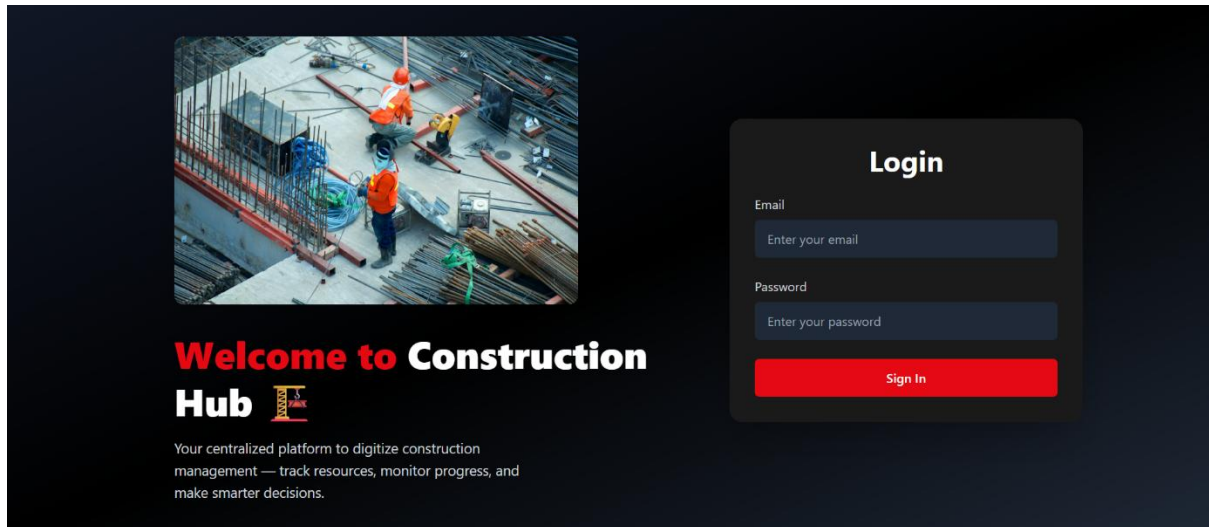 Welcome to Construction
Hub 🏗️
Your centralized platform to digitize construction
management — track resources, monitor progress, and
make smarter decisions.
Login
Email
Enter your email
Password
Enter your password
Sign In